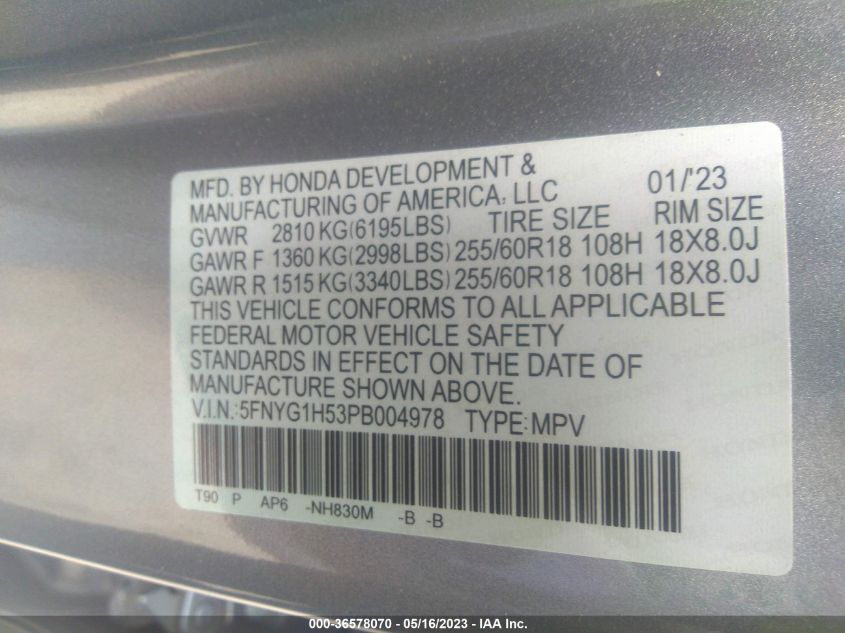 MFD. BY HONDA DEVELOPMENT &
MANUFACTURING OF AMERICA, LLC 01/'23
GVWR 2810 KG(6195LBS) TIRE SIZE RIM SIZE
GAWR F 1360 KG(2998LBS) 255/60R18 108H 18X8.0J
GAWR R 1515 KG(3340LBS) 255/60R18 108H 18X8.0J
THIS VEHICLE CONFORMS TO ALL APPLICABLE
FEDERAL MOTOR VEHICLE SAFETY
STANDARDS IN EFFECT ON THE DATE OF
MANUFACTURE SHOWN ABOVE.
V.I.N.:5FNYG1H53PB004978 TYPE:MPV
T90 P AP6 -NH830M -B -B
000-36578070 - 05/16/2023 - IAA Inc.